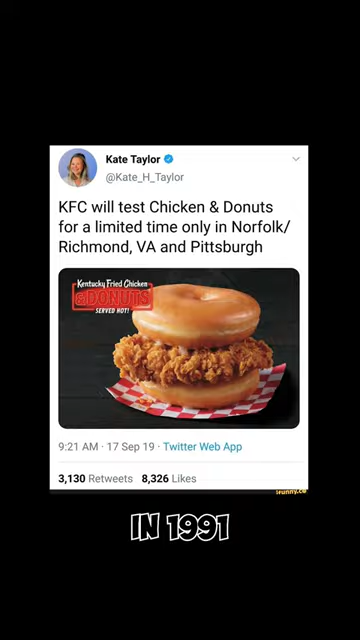 Kate Taylor
@Kate_H_Taylor
KFC will test Chicken & Donuts
for a limited time only in Norfolk/
Richmond, VA and Pittsburgh
Kentucky Fried Chicken
& DONUTS
SERVED HOT!
9:21 AM · 17 Sep 19 · Twitter Web App
3,130 Retweets 8,326 Likes
ifunny.co
IN 1991